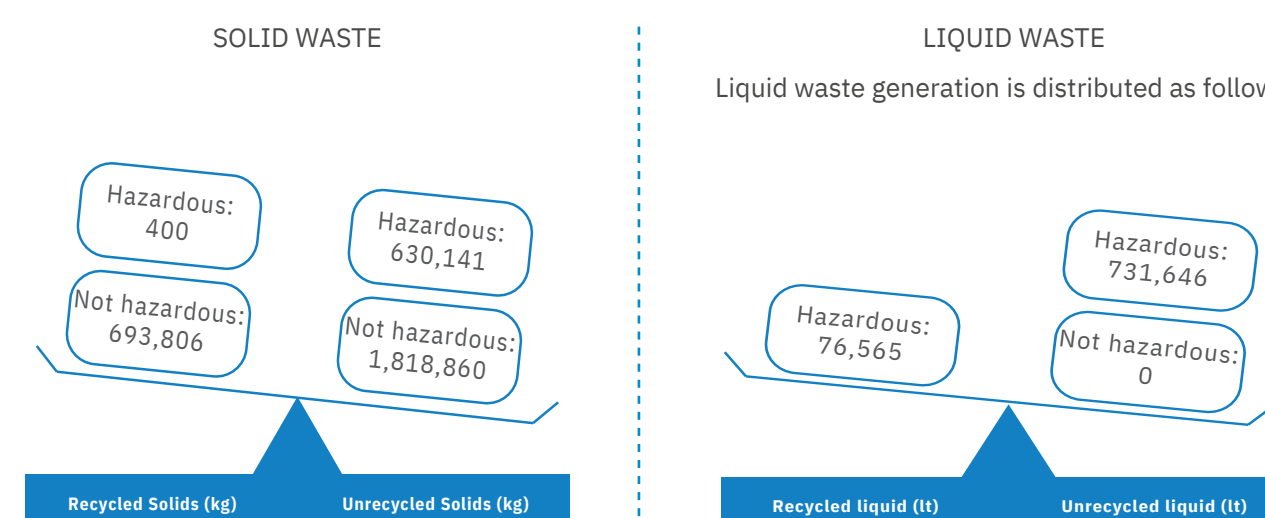 SOLID WASTE
Hazardous:
400
Not hazardous:
693,806
Hazardous:
630,141
Not hazardous:
1,818,860
Recycled Solids (kg)
Unrecycled Solids (kg)
LIQUID WASTE
Liquid waste generation is distributed as follow
Hazardous:
76,565
Hazardous:
731,646
Not hazardous:
0
Recycled liquid (lt)
Unrecycled liquid (lt)